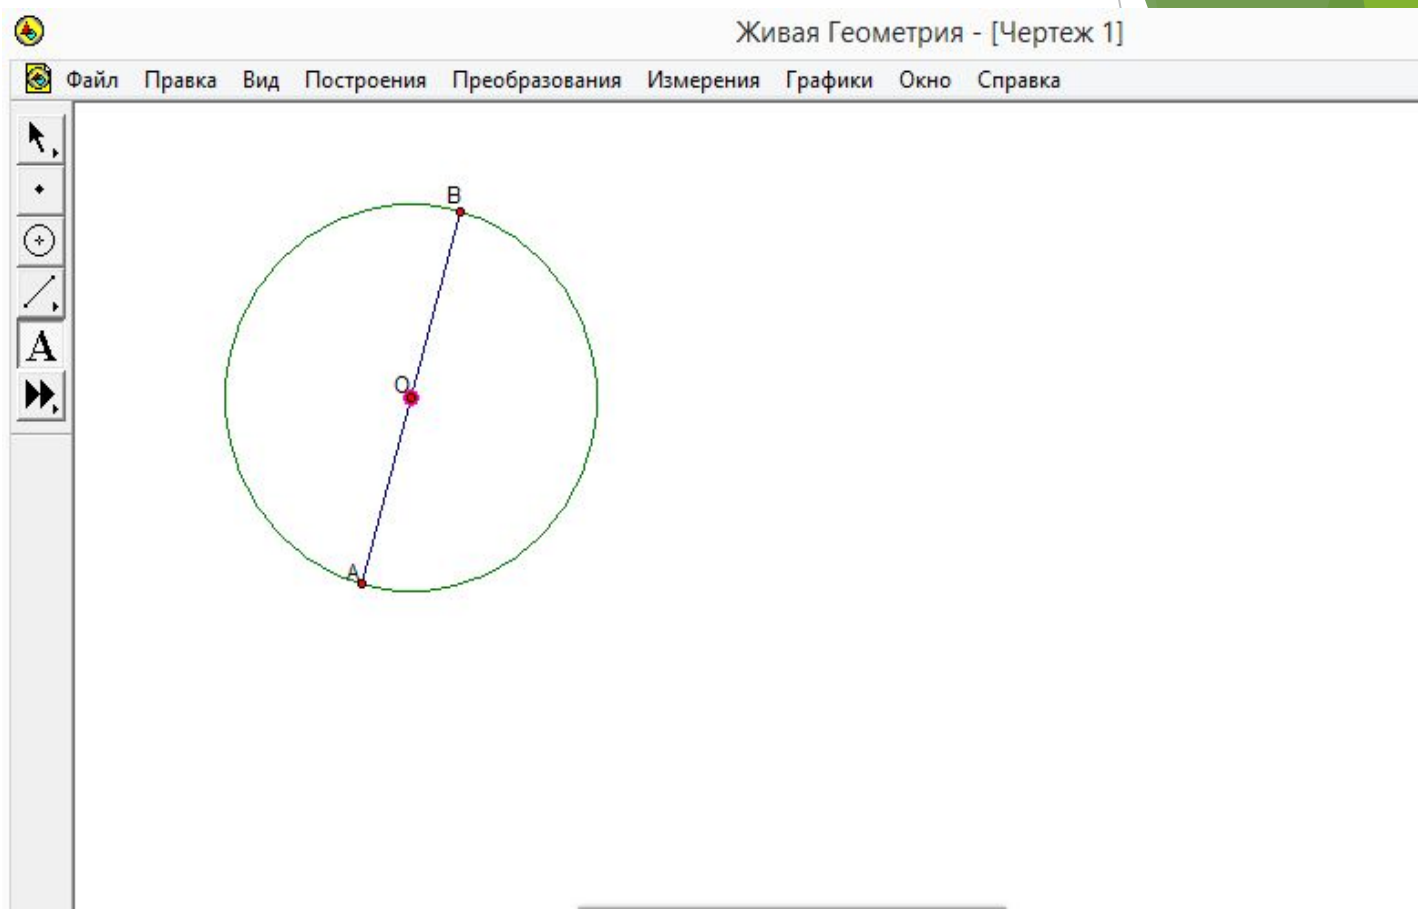 Живая Геометрия - [Чертеж 1]
Файл Правка Вид Построения Преобразования Измерения Графики Окно Справка
B
A
O
A